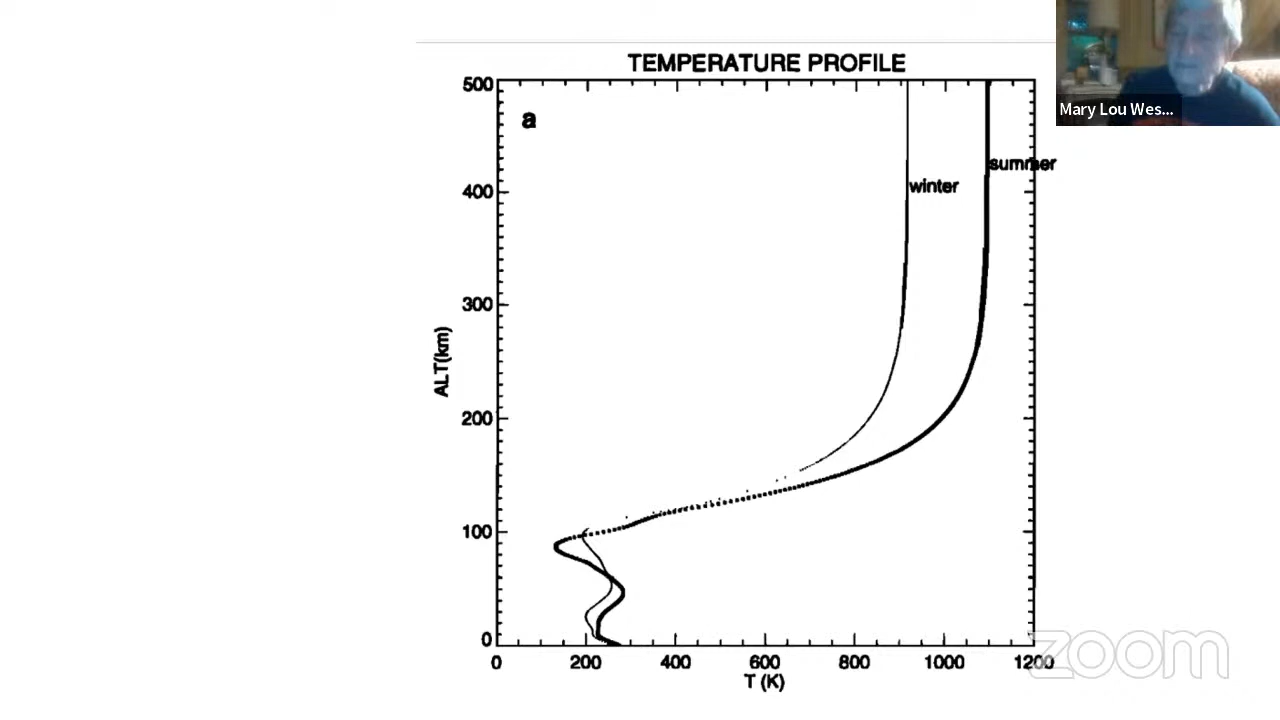 TEMPERATURE PROFILE
Mary Lou Wes...
500
a
summer
winter
400
300
ALT(km)
200
100
0
0 200 400 600 800 1000 1200
T (K)
zoom